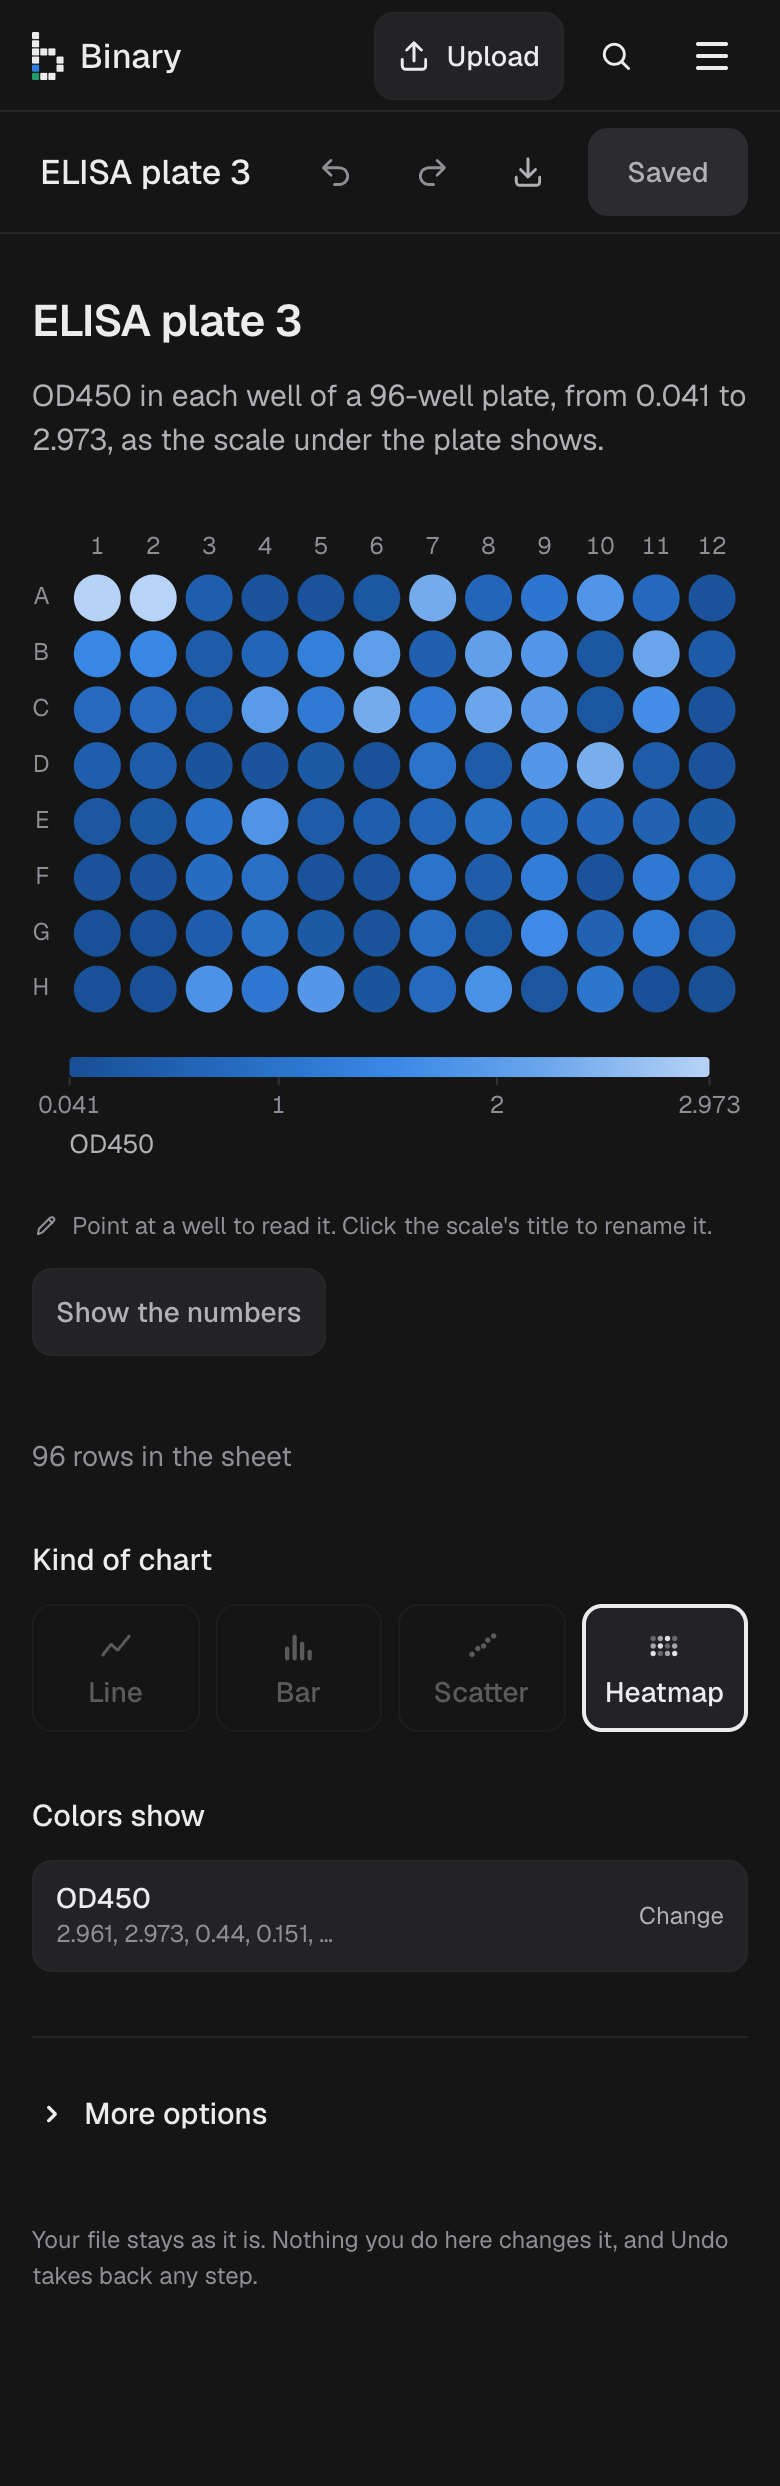 Binary
Upload
ELISA plate 3
Saved
ELISA plate 3
OD450 in each well of a 96-well plate, from 0.041 to
2.973, as the scale under the plate shows.
1 2 3 4 5 6 7 8 9 10 11 12
A
B
C
D
E
F
G
H
0.041 1 2 2.973
OD450
Point at a well to read it. Click the scale's title to rename it.
Show the numbers
96 rows in the sheet
Kind of chart
Line Bar Scatter Heatmap
Colors show
OD450
2.961, 2.973, 0.44, 0.151, ...
Change
More options
Your file stays as it is. Nothing you do here changes it, and Undo
takes back any step.